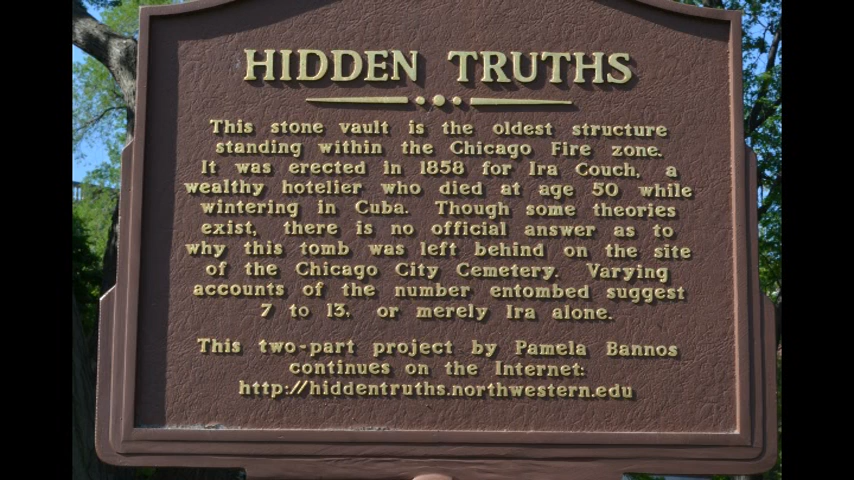 HIDDEN TRUTHS
This stone vault is the oldest structure
standing within the Chicago Fire zone.
It was erected in 1858 for Ira Couch, a
wealthy hotelier who died at age 50 while
wintering in Cuba. Though some theories
exist, there is no official answer as to
why this tomb was left behind on the site
of the Chicago City Cemetery. Varying
accounts of the number entombed suggest
7 to 13, or merely Ira alone.
This two-part project by Pamela Bannos
continues on the Internet:
http://hiddentruths.northwestern.edu